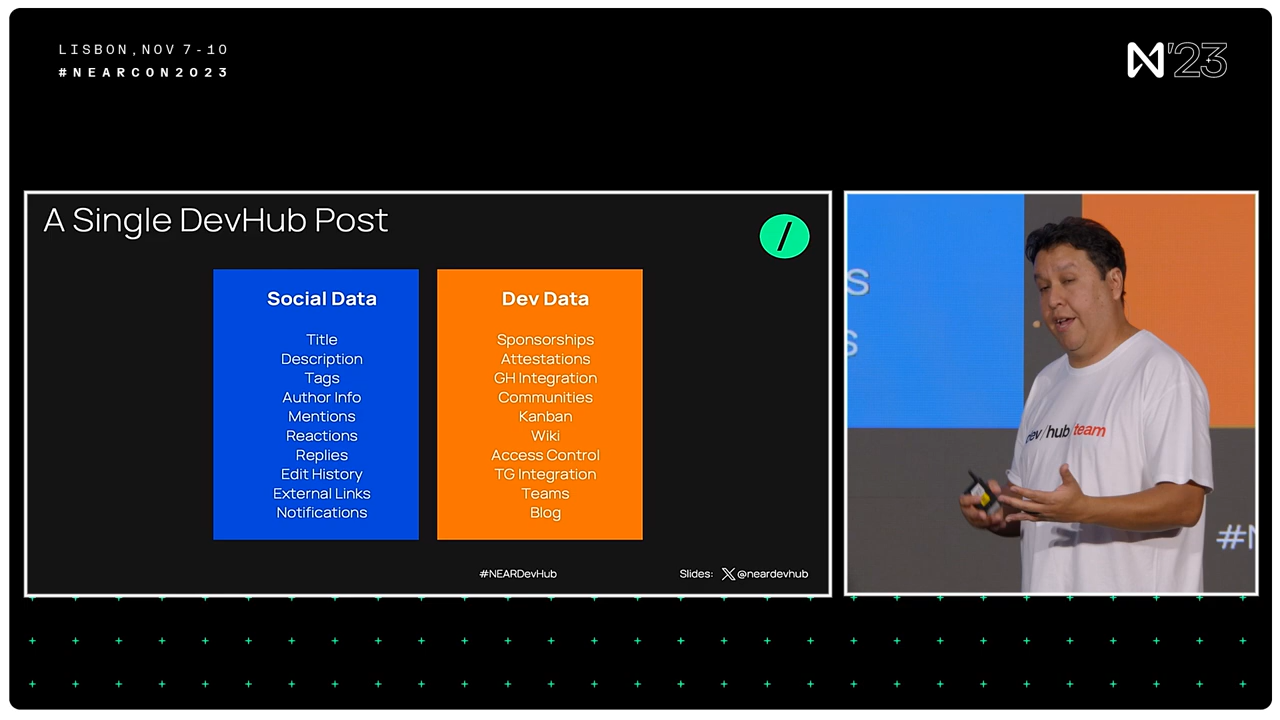 LISBON, NOV 7-10
#NEARCON2023
N'23
A Single DevHub Post
/
Social Data
Title
Description
Tags
Author Info
Mentions
Reactions
Replies
Edit History
External Links
Notifications
Dev Data
Sponsorships
Attestations
GH Integration
Communities
Kanban
Wiki
Access Control
TG Integration
Teams
Blog
#NEARDevHub
Slides: X @neardevhub
s
s
dev/hub/team
#N